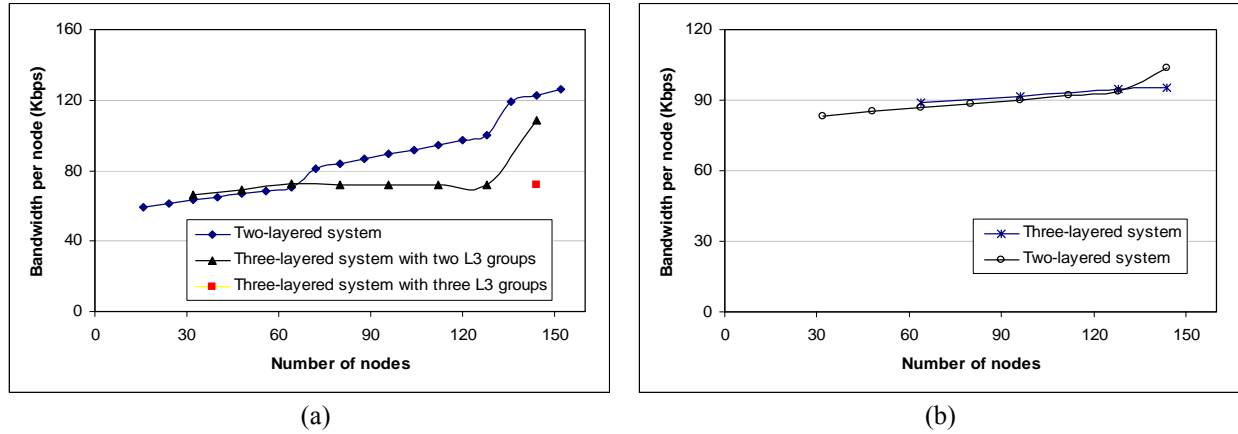 160
120
80
40
0
0 30 60 90 120 150
Number of nodes
Bandwidth per node (Kbps)
Two-layered system
Three-layered system with two L3 groups
Three-layered system with three L3 groups
(a)
120
90
60
30
0
0 30 60 90 120 150
Number of nodes
Bandwidth per node (Kbps)
Three-layered system
Two-layered system
(b)